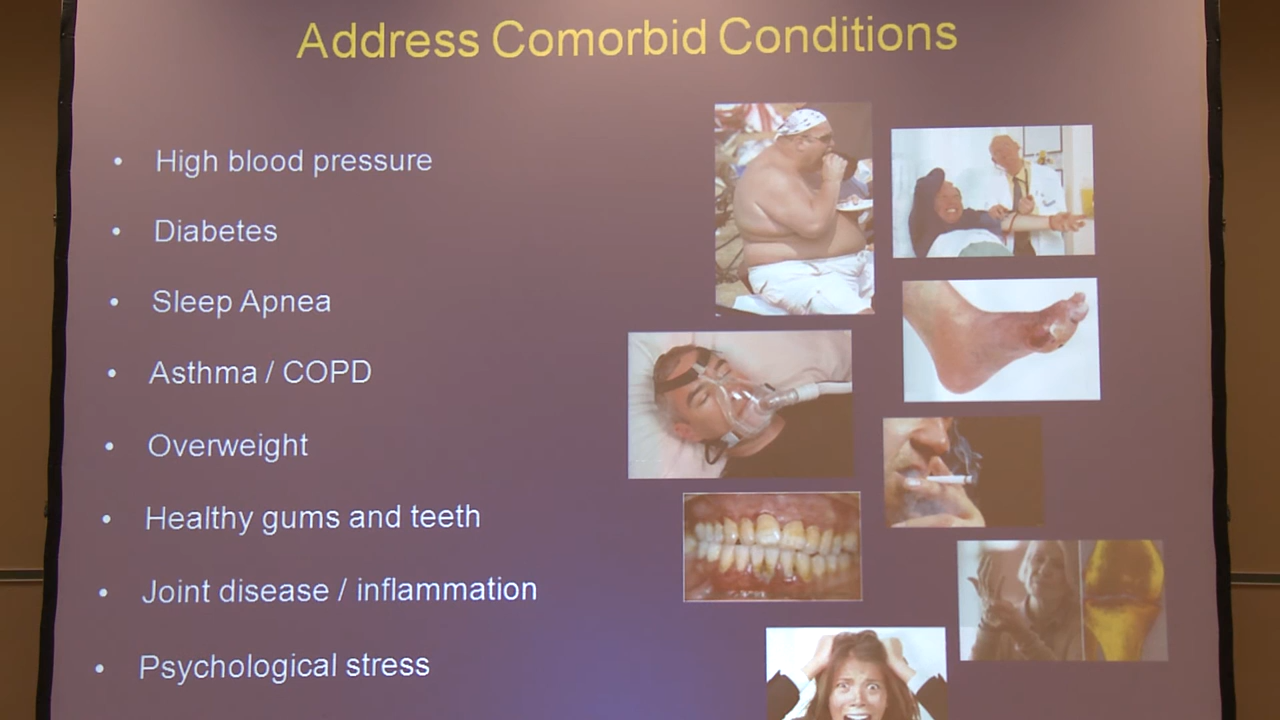 Address Comorbid Conditions
• High blood pressure
• Diabetes
• Sleep Apnea
• Asthma / COPD
• Overweight
• Healthy gums and teeth
• Joint disease / inflammation
• Psychological stress